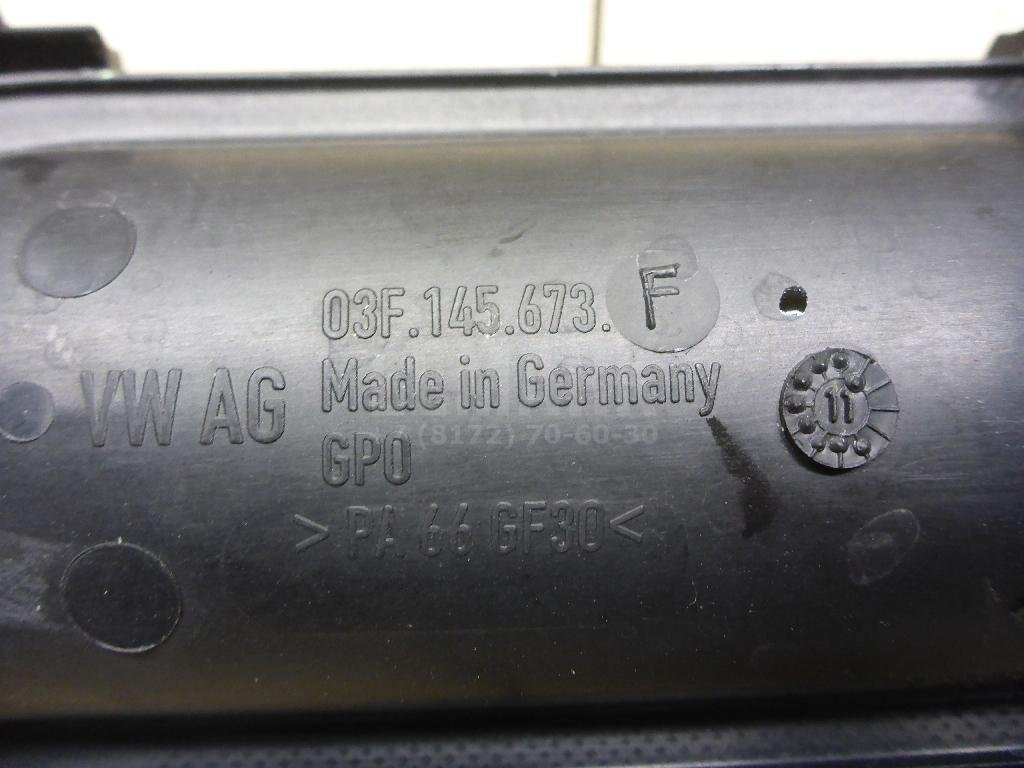 03F.145.673.F
VW AG
Made in Germany
GPO
(8172) 70-60-30
>PA 66 GF30<
11